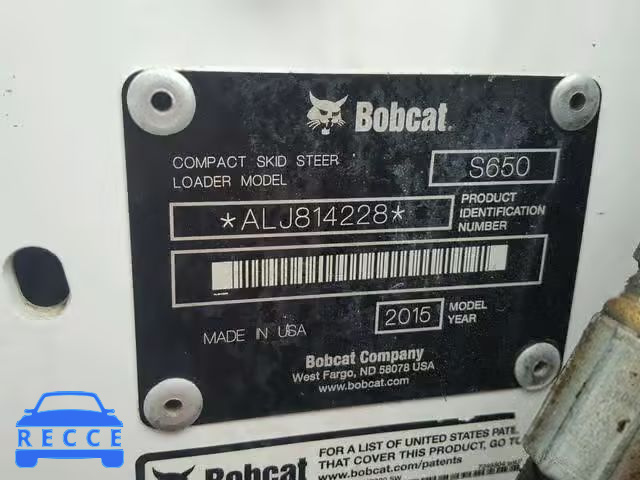 Bobcat
COMPACT SKID STEER
LOADER MODEL
S650
*ALJ814228*
PRODUCT
IDENTIFICATION
NUMBER
MADE IN USA
2015
MODEL
YEAR
Bobcat Company
West Fargo, ND 58078 USA
www.bobcat.com
Bobcat
FOR A LIST OF UNITED STATES PATE
THAT COVER THIS PRODUCT, GO TO
www.bobcat.com/patents
RECCE